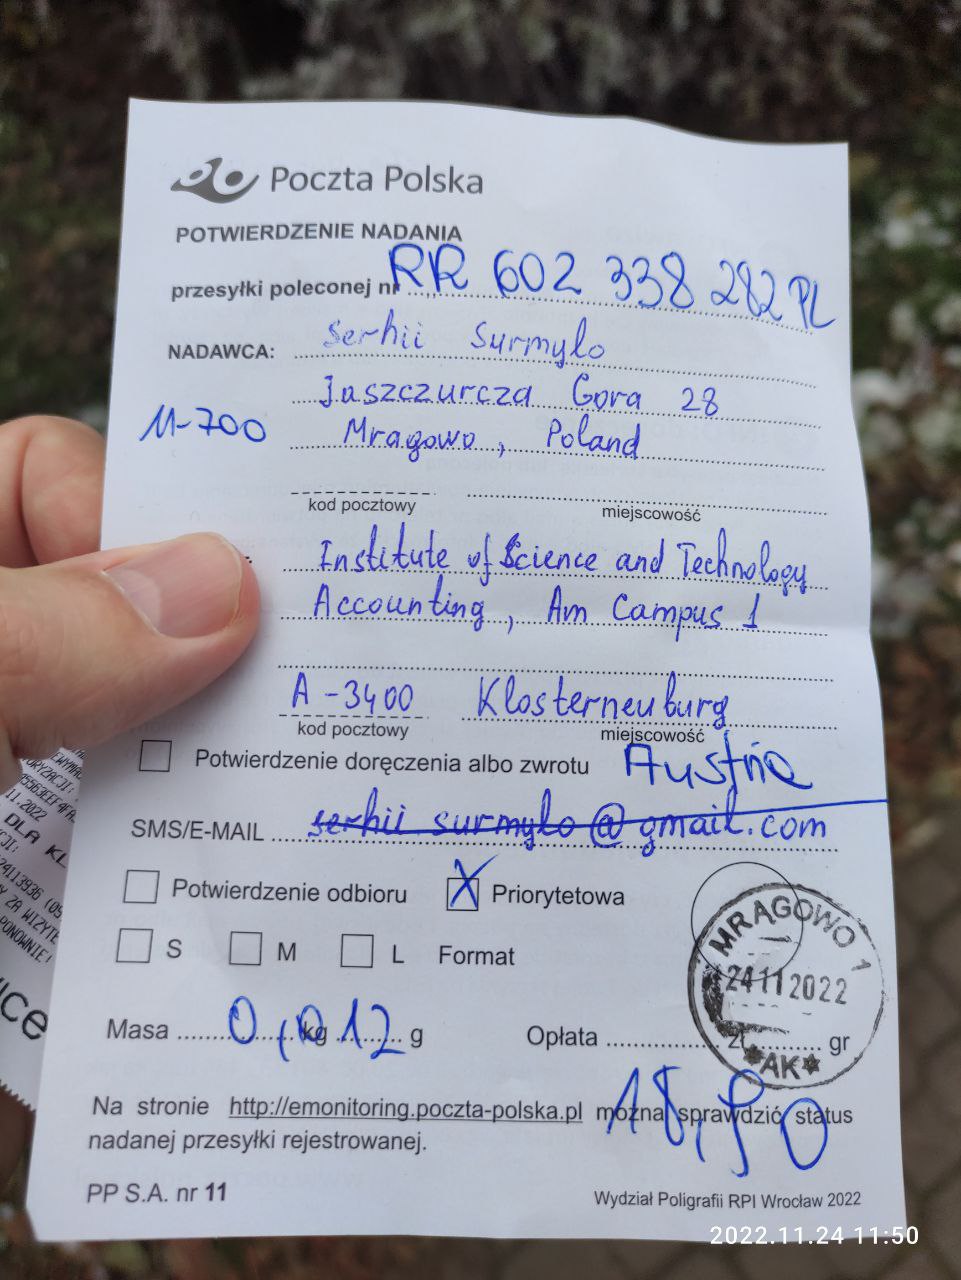 Poczta Polska
POTWIERDZENIE NADANIA
przesyłki poleconej nr RR 602 338 282 PL
NADAWCA: Serhii Surmylo
Jaszczurcza Gora 28
11-700 Mragowo, Poland
kod pocztowy miejscowość
Institute of Science and Technology
Accounting, Am Campus 1
A-3400 Klosterneuburg
kod pocztowy miejscowość
Potwierdzenie doręczenia albo zwrotu Austria
SMS/E-MAIL serhii surmylo@gmail.com
Potwierdzenie odbioru X Priorytetowa
S M L Format
MRĄGOWO 1
24 11 2022
*AK*
Masa 0,012 kg g Opłata zł gr
18,90
Na stronie http://emonitoring.poczta-polska.pl można sprawdzić status
nadanej przesyłki rejestrowanej.
PP S.A. nr 11 Wydział Poligrafii RPI Wrocław 2022
2022.11.24 11:50